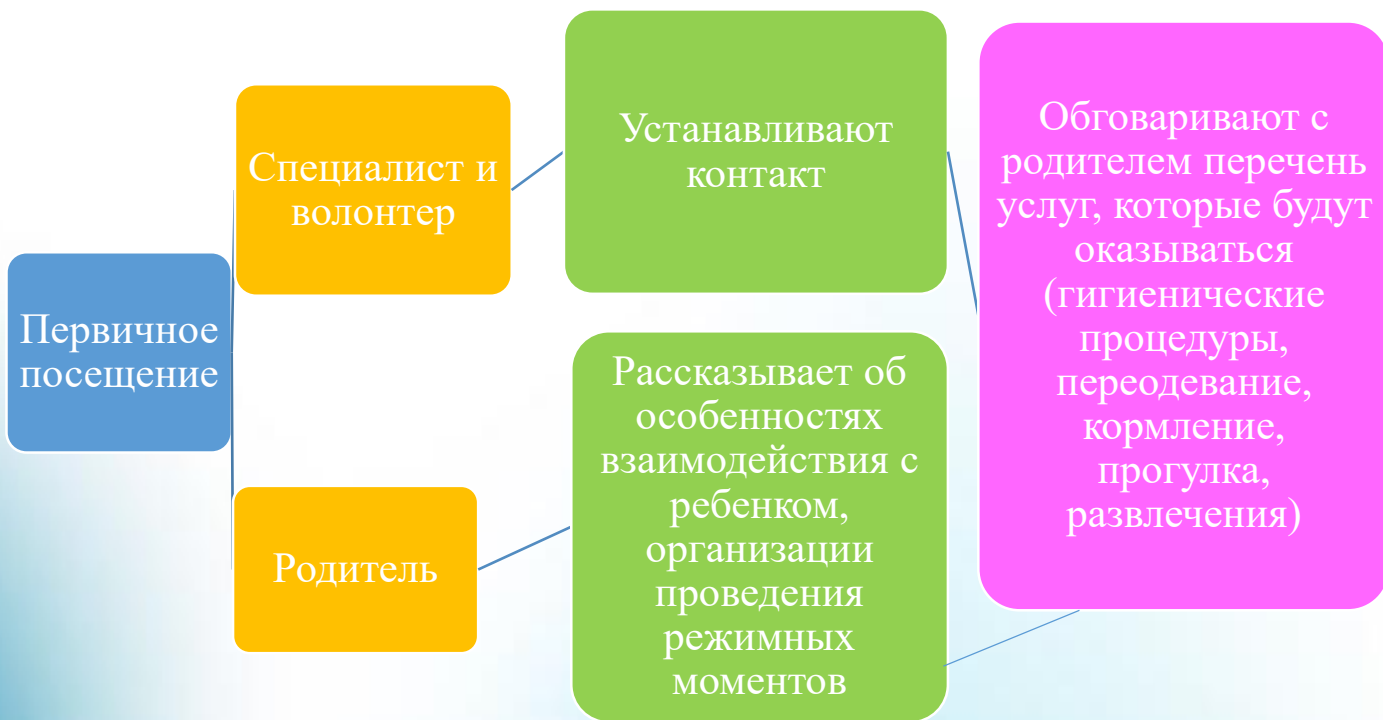 Первичное
посещение
Специалист и
волонтер
Родитель
Устанавливают
контакт
Рассказывает об
особенностях
взаимодействия с
ребенком,
организации
проведения
режимных
моментов
Обговаривают с
родителем перечень
услуг, которые будут
оказываться
(гигиенические
процедуры,
переодевание,
кормление,
прогулка,
развлечения)